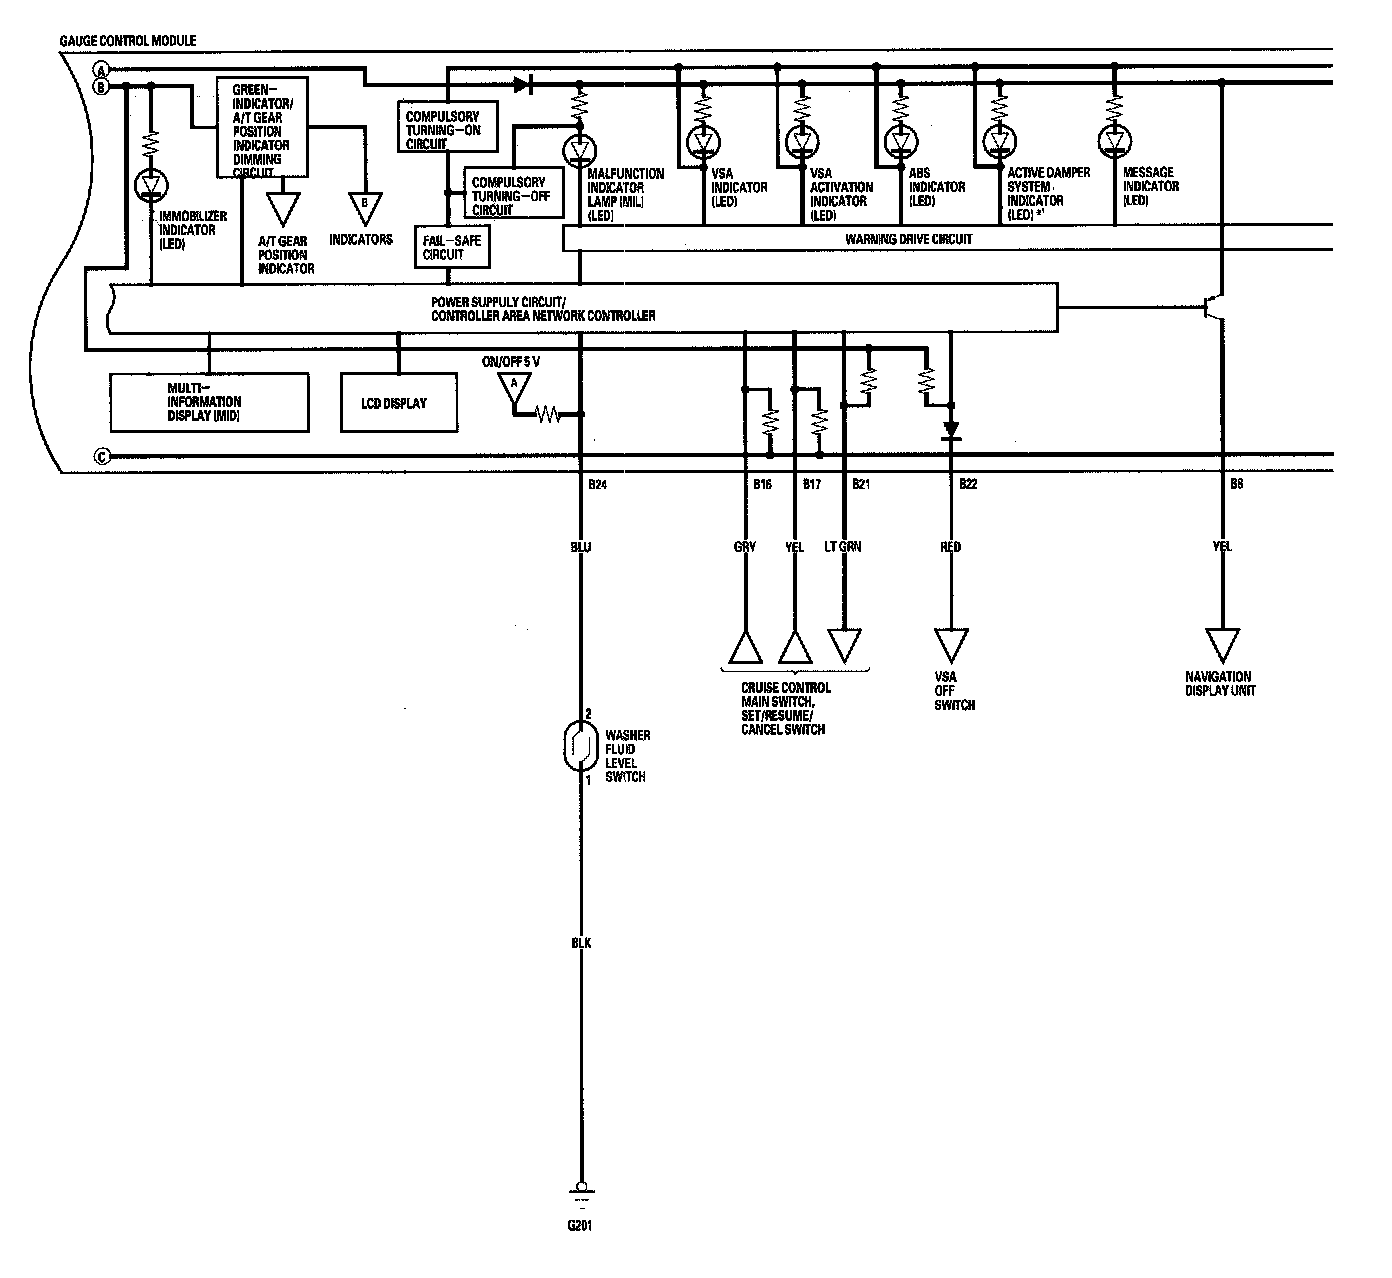 GAUGE CONTROL MODULE
A
B
GREEN-
INDICATOR/
A/T GEAR
POSITION
INDICATOR
DIMMING
CIRCUIT
IMMOBILIZER
INDICATOR
(LED)
A/T GEAR
POSITION
INDICATOR
B
INDICATORS
COMPULSORY
TURNING-ON
CIRCUIT
COMPULSORY
TURNING-OFF
CIRCUIT
FAIL-SAFE
CIRCUIT
MALFUNCTION
INDICATOR
LAMP (MIL)
(LED)
VSA
INDICATOR
(LED)
VSA
ACTIVATION
INDICATOR
(LED)
ABS
INDICATOR
(LED)
ACTIVE DAMPER
SYSTEM
INDICATOR
(LED) *1
MESSAGE
INDICATOR
(LED)
WARNING DRIVE CIRCUIT
POWER SUPPULY CIRCUIT/
CONTROLLER AREA NETWORK CONTROLLER
MULTI-
INFORMATION
DISPLAY (MID)
LCD DISPLAY
ON/OFF 5 V
A
C
B24
B16
B17
B21
B22
B6
BLU
GRY
YEL
LT GRN
RED
YEL
CRUISE CONTROL
MAIN SWITCH,
SET/RESUME/
CANCEL SWITCH
VSA
OFF
SWITCH
NAVIGATION
DISPLAY UNIT
2
WASHER
FLUID
LEVEL
SWITCH
1
BLK
G201